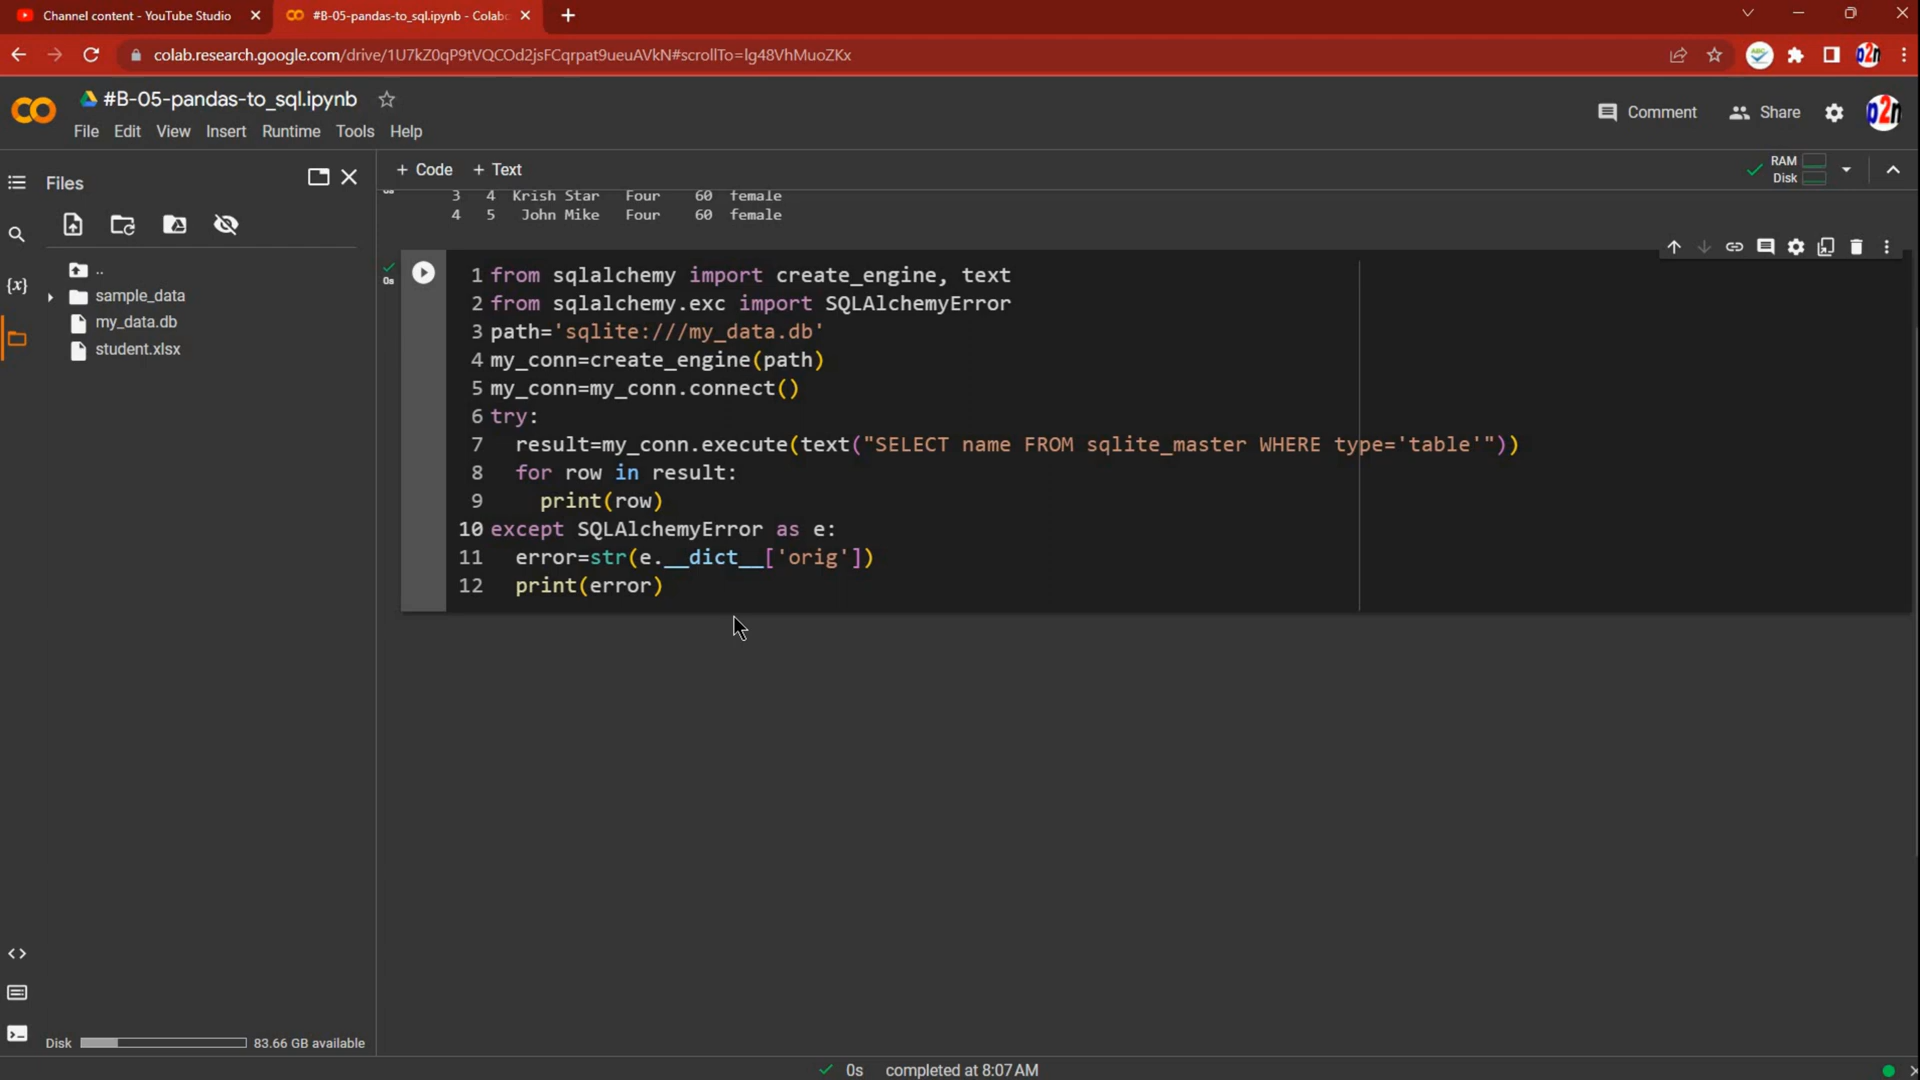 Channel content - YouTube Studio
#B-05-pandas-to_sql.ipynb - Colab
colab.research.google.com/drive/1U7kZ0qP9tVQCOd2jsFCqrpat9ueuAVkN#scrollTo=lg48VhMuoZKx
#B-05-pandas-to_sql.ipynb
Comment
Share
File Edit View Insert Runtime Tools Help
Files
+ Code + Text
RAM
Disk
3 4 Krish Star Four 60 female
4 5 John Mike Four 60 female
..
sample_data
my_data.db
student.xlsx
0s
1 from sqlalchemy import create_engine, text
2 from sqlalchemy.exc import SQLAlchemyError
3 path='sqlite:///my_data.db'
4 my_conn=create_engine(path)
5 my_conn=my_conn.connect()
6 try:
7 result=my_conn.execute(text("SELECT name FROM sqlite_master WHERE type='table'"))
8 for row in result:
9 print(row)
10 except SQLAlchemyError as e:
11 error=str(e.__dict__['orig'])
12 print(error)
Disk 83.66 GB available
0s completed at 8:07 AM